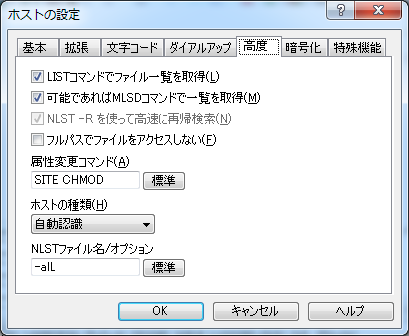 ホストの設定
基本 拡張 文字コード ダイアルアップ 高度 暗号化 特殊機能
LISTコマンドでファイル一覧を取得(L)
可能であればMLSDコマンドで一覧を取得(M)
NLST -R を使って高速に再帰検索(N)
フルパスでファイルをアクセスしない(F)
属性変更コマンド(A)
SITE CHMOD 標準
ホストの種類(H)
自動認識
NLSTファイル名/オプション
-alL 標準
OK キャンセル ヘルプ